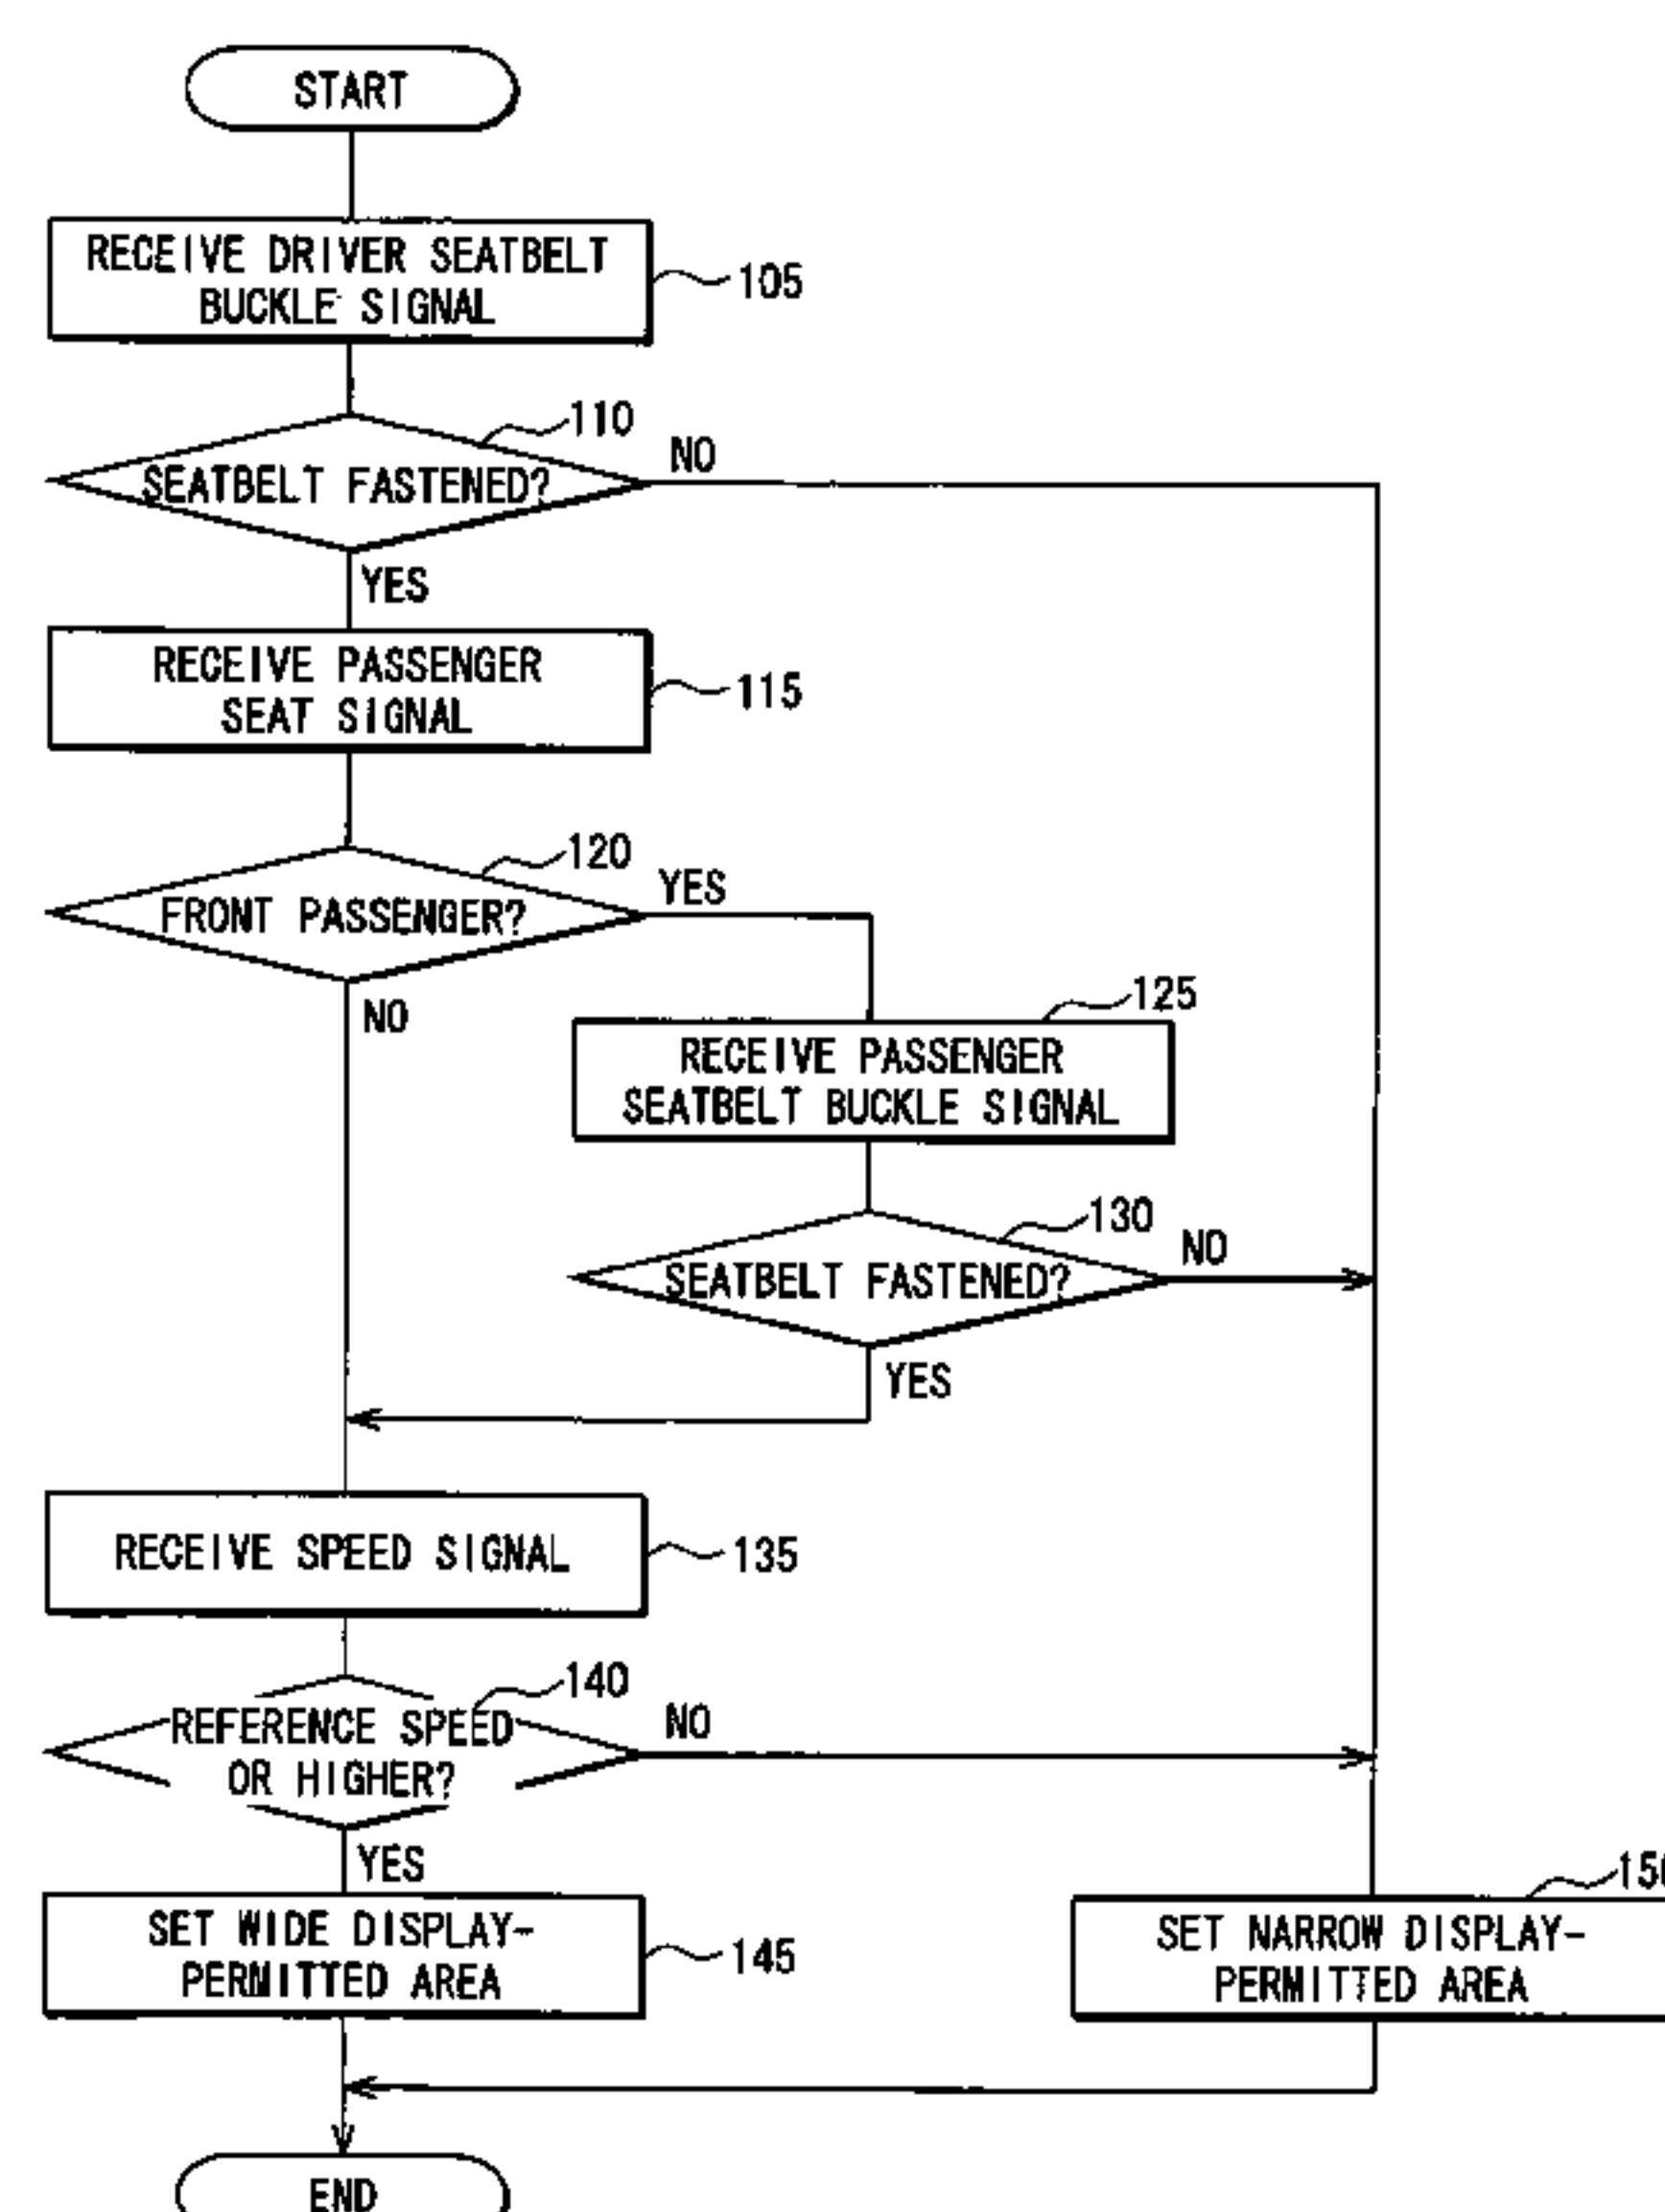 START
RECEIVE DRIVER SEATBELT
BUCKLE SIGNAL
105
110
SEATBELT FASTENED?
NO
YES
RECEIVE PASSENGER
SEAT SIGNAL
115
120
FRONT PASSENGER?
YES
NO
125
RECEIVE PASSENGER
SEATBELT BUCKLE SIGNAL
130
SEATBELT FASTENED?
NO
YES
RECEIVE SPEED SIGNAL
135
140
REFERENCE SPEED
OR HIGHER?
NO
YES
SET WIDE DISPLAY-
PERMITTED AREA
145
SET NARROW DISPLAY-
PERMITTED AREA
END